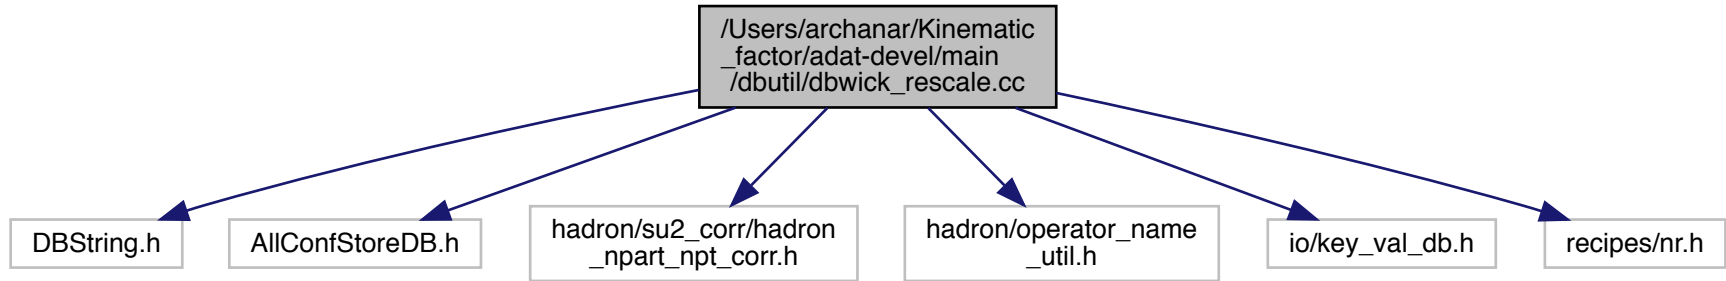 /Users/archanar/Kinematic
_factor/adat-devel/main
/dbutil/dbwick_rescale.cc
DBString.h
AllConfStoreDB.h
hadron/su2_corr/hadron
_npart_npt_corr.h
hadron/operator_name
_util.h
io/key_val_db.h
recipes/nr.h